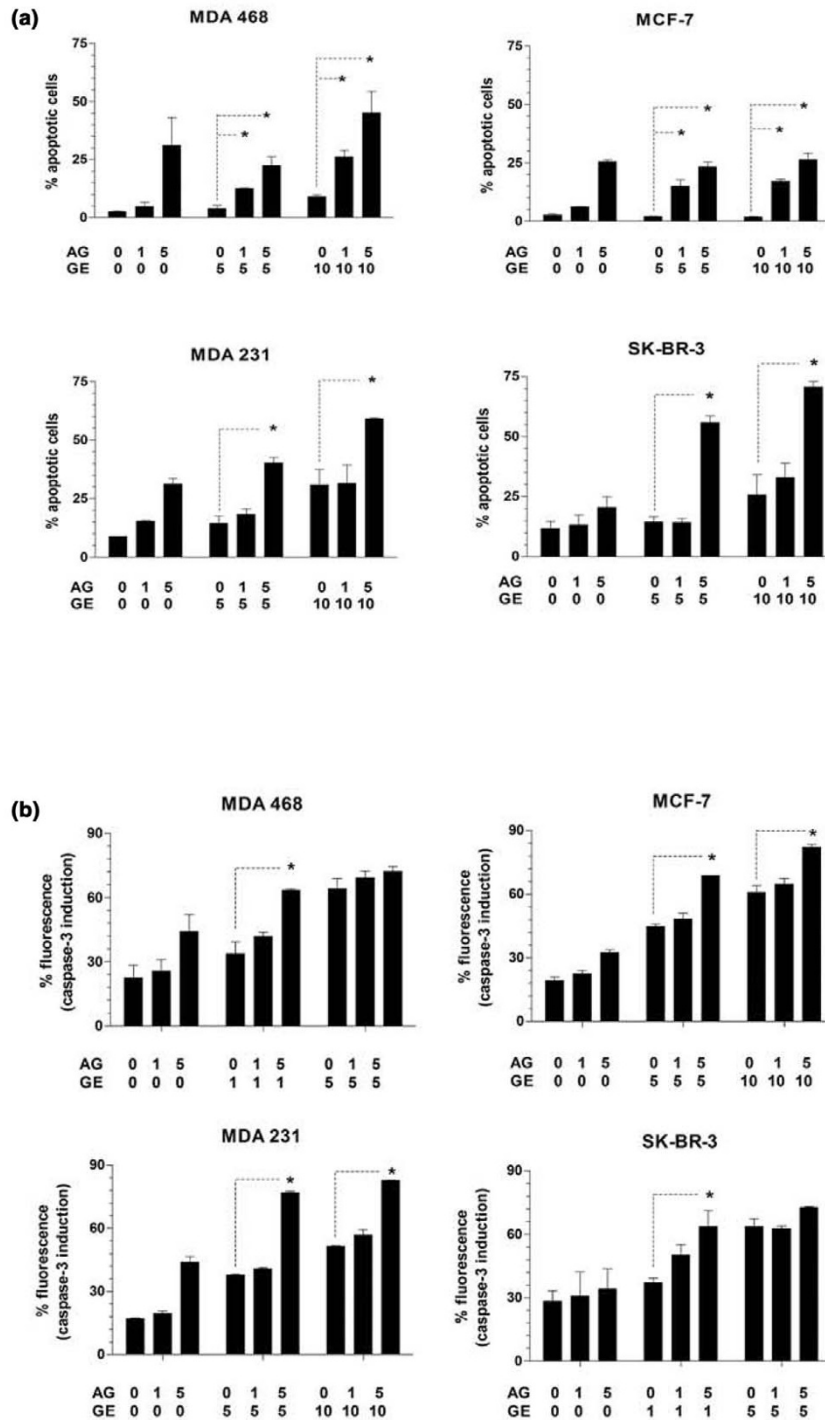 (a)
MDA 468
% apoptotic cells
75
50
25
0
* *
* *
AG 0 1 5 0 1 5 0 1 5
GE 0 0 0 5 5 5 10 10 10
MCF-7
% apoptotic cells
75
50
25
0
* *
* *
AG 0 1 5 0 1 5 0 1 5
GE 0 0 0 5 5 5 10 10 10
MDA 231
% apoptotic cells
75
50
25
0
* *
AG 0 1 5 0 1 5 0 1 5
GE 0 0 0 5 5 5 10 10 10
SK-BR-3
% apoptotic cells
75
50
25
0
* *
AG 0 1 5 0 1 5 0 1 5
GE 0 0 0 5 5 5 10 10 10
(b)
MDA 468
% fluorescence
(caspase-3 induction)
90
60
30
0
*
AG 0 1 5 0 1 5 0 1 5
GE 0 0 0 1 1 1 5 5 5
MCF-7
% fluorescence
(caspase-3 induction)
90
60
30
0
* *
AG 0 1 5 0 1 5 0 1 5
GE 0 0 0 5 5 5 10 10 10
MDA 231
% fluorescence
(caspase-3 induction)
90
60
30
0
* *
AG 0 1 5 0 1 5 0 1 5
GE 0 0 0 5 5 5 10 10 10
SK-BR-3
% fluorescence
(caspase-3 induction)
90
60
30
0
*
AG 0 1 5 0 1 5 0 1 5
GE 0 0 0 1 1 1 5 5 5